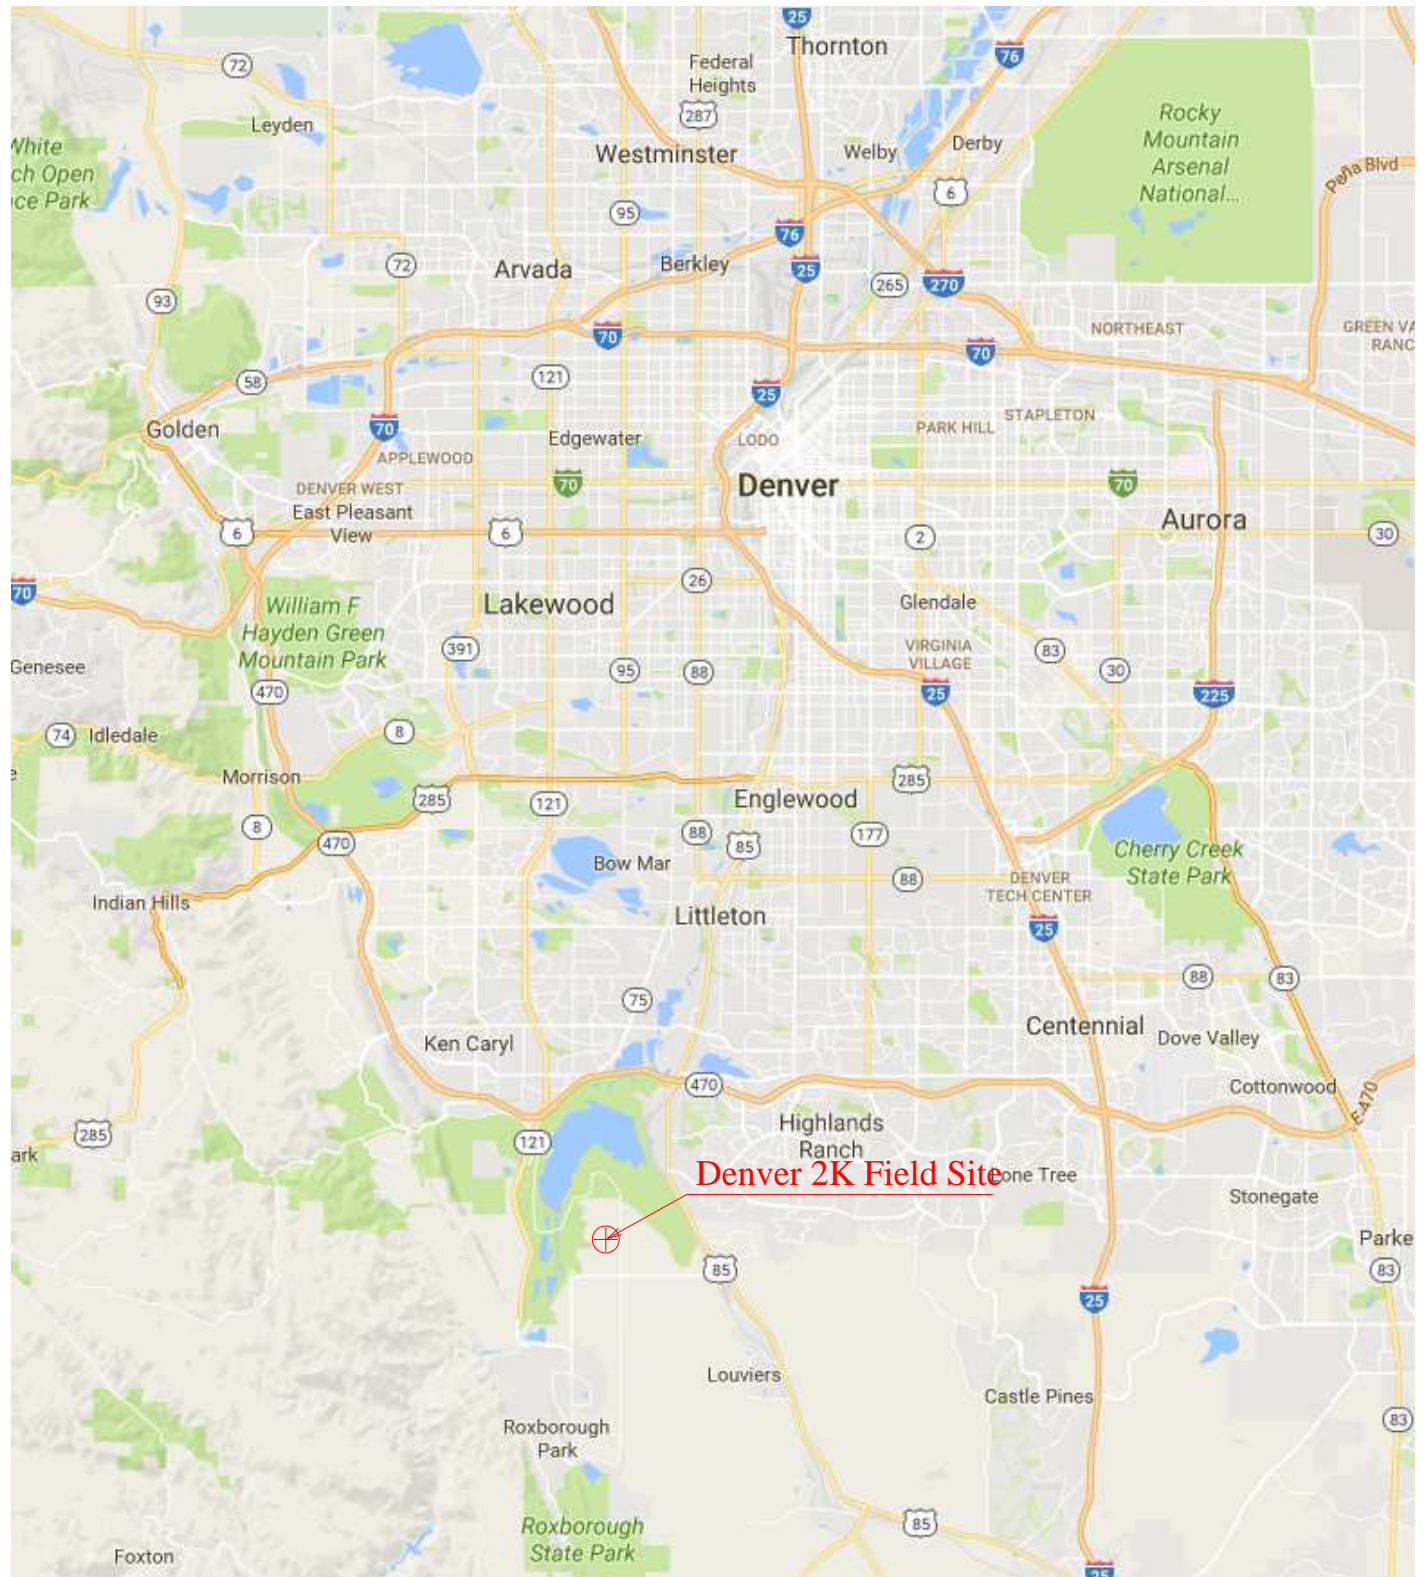 25
Thornton
72
Federal
Heights
76
287
Leyden
Rocky
Mountain
Arsenal
National...
White
ch Open
ce Park
Westminster
Welby
Derby
Peña Blvd
6
95
76
Arvada
72
Berkley
25
265
270
93
70
NORTHEAST
GREEN VA
RANC
70
58
121
25
Golden
70
Edgewater
LODO
PARK HILL
STAPLETON
APPLEWOOD
DENVER WEST
70
Denver
70
East Pleasant
View
6
6
2
Aurora
30
70
26
William F
Hayden Green
Mountain Park
Lakewood
Glendale
Genesee
391
95
88
VIRGINIA
VILLAGE
83
30
470
25
225
74
Idledale
8
e
Morrison
285
121
285
Englewood
8
470
88
85
177
Bow Mar
Cherry Creek
State Park
88
DENVER
TECH CENTER
Indian Hills
Littleton
25
75
88
83
Ken Caryl
Centennial
Dove Valley
470
Cottonwood
E-470
285
ark
121
Highlands
Ranch
Denver 2K Field Site
Lone Tree
Stonegate
Parke
85
83
25
Louviers
Castle Pines
83
Roxborough
Park
Roxborough
State Park
85
Foxton
25